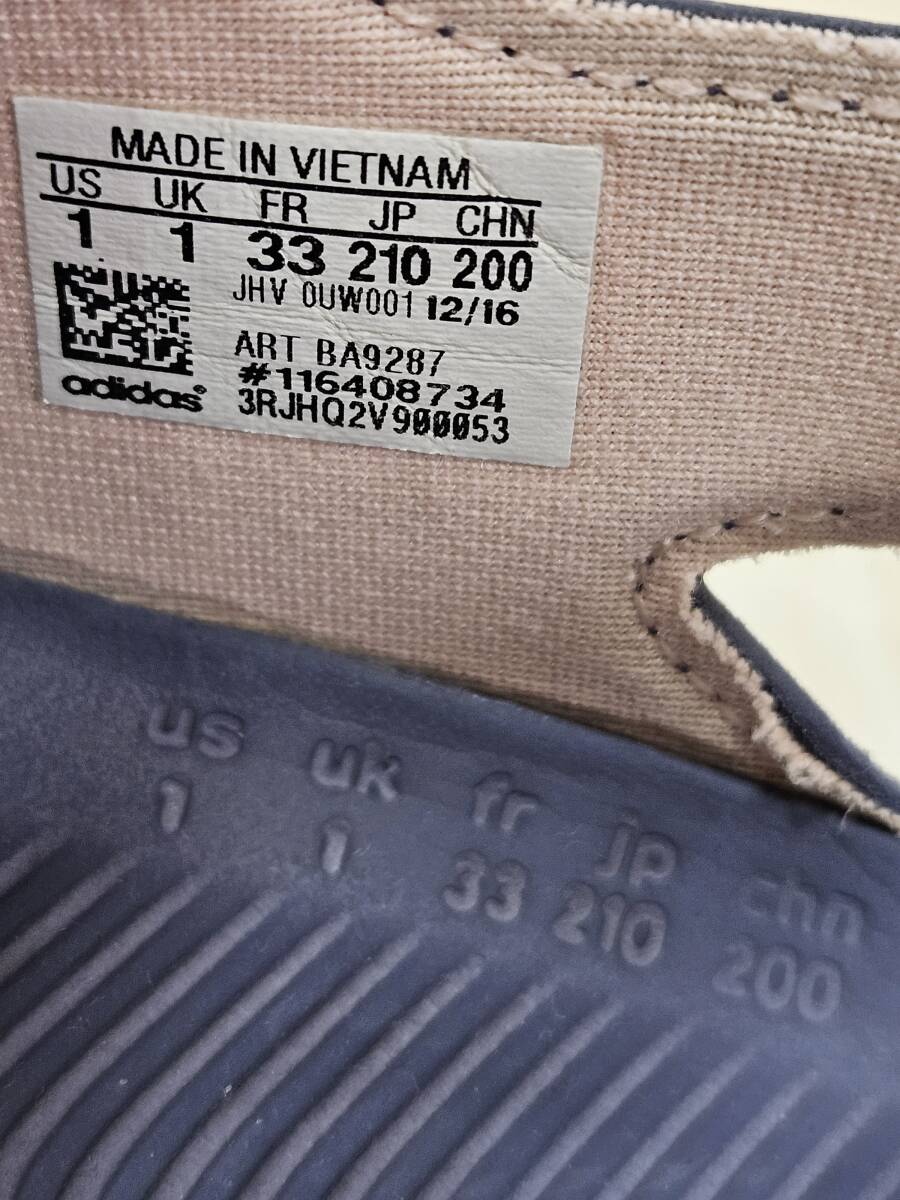 MADE IN VIETNAM
US UK FR JP CHN
1 1 33 210 200
JHV 0UW001 12/16
ART BA9287
#116408734
adidas® 3RJHQ2V900053
us uk fr jp chn
1 1 33 210 200